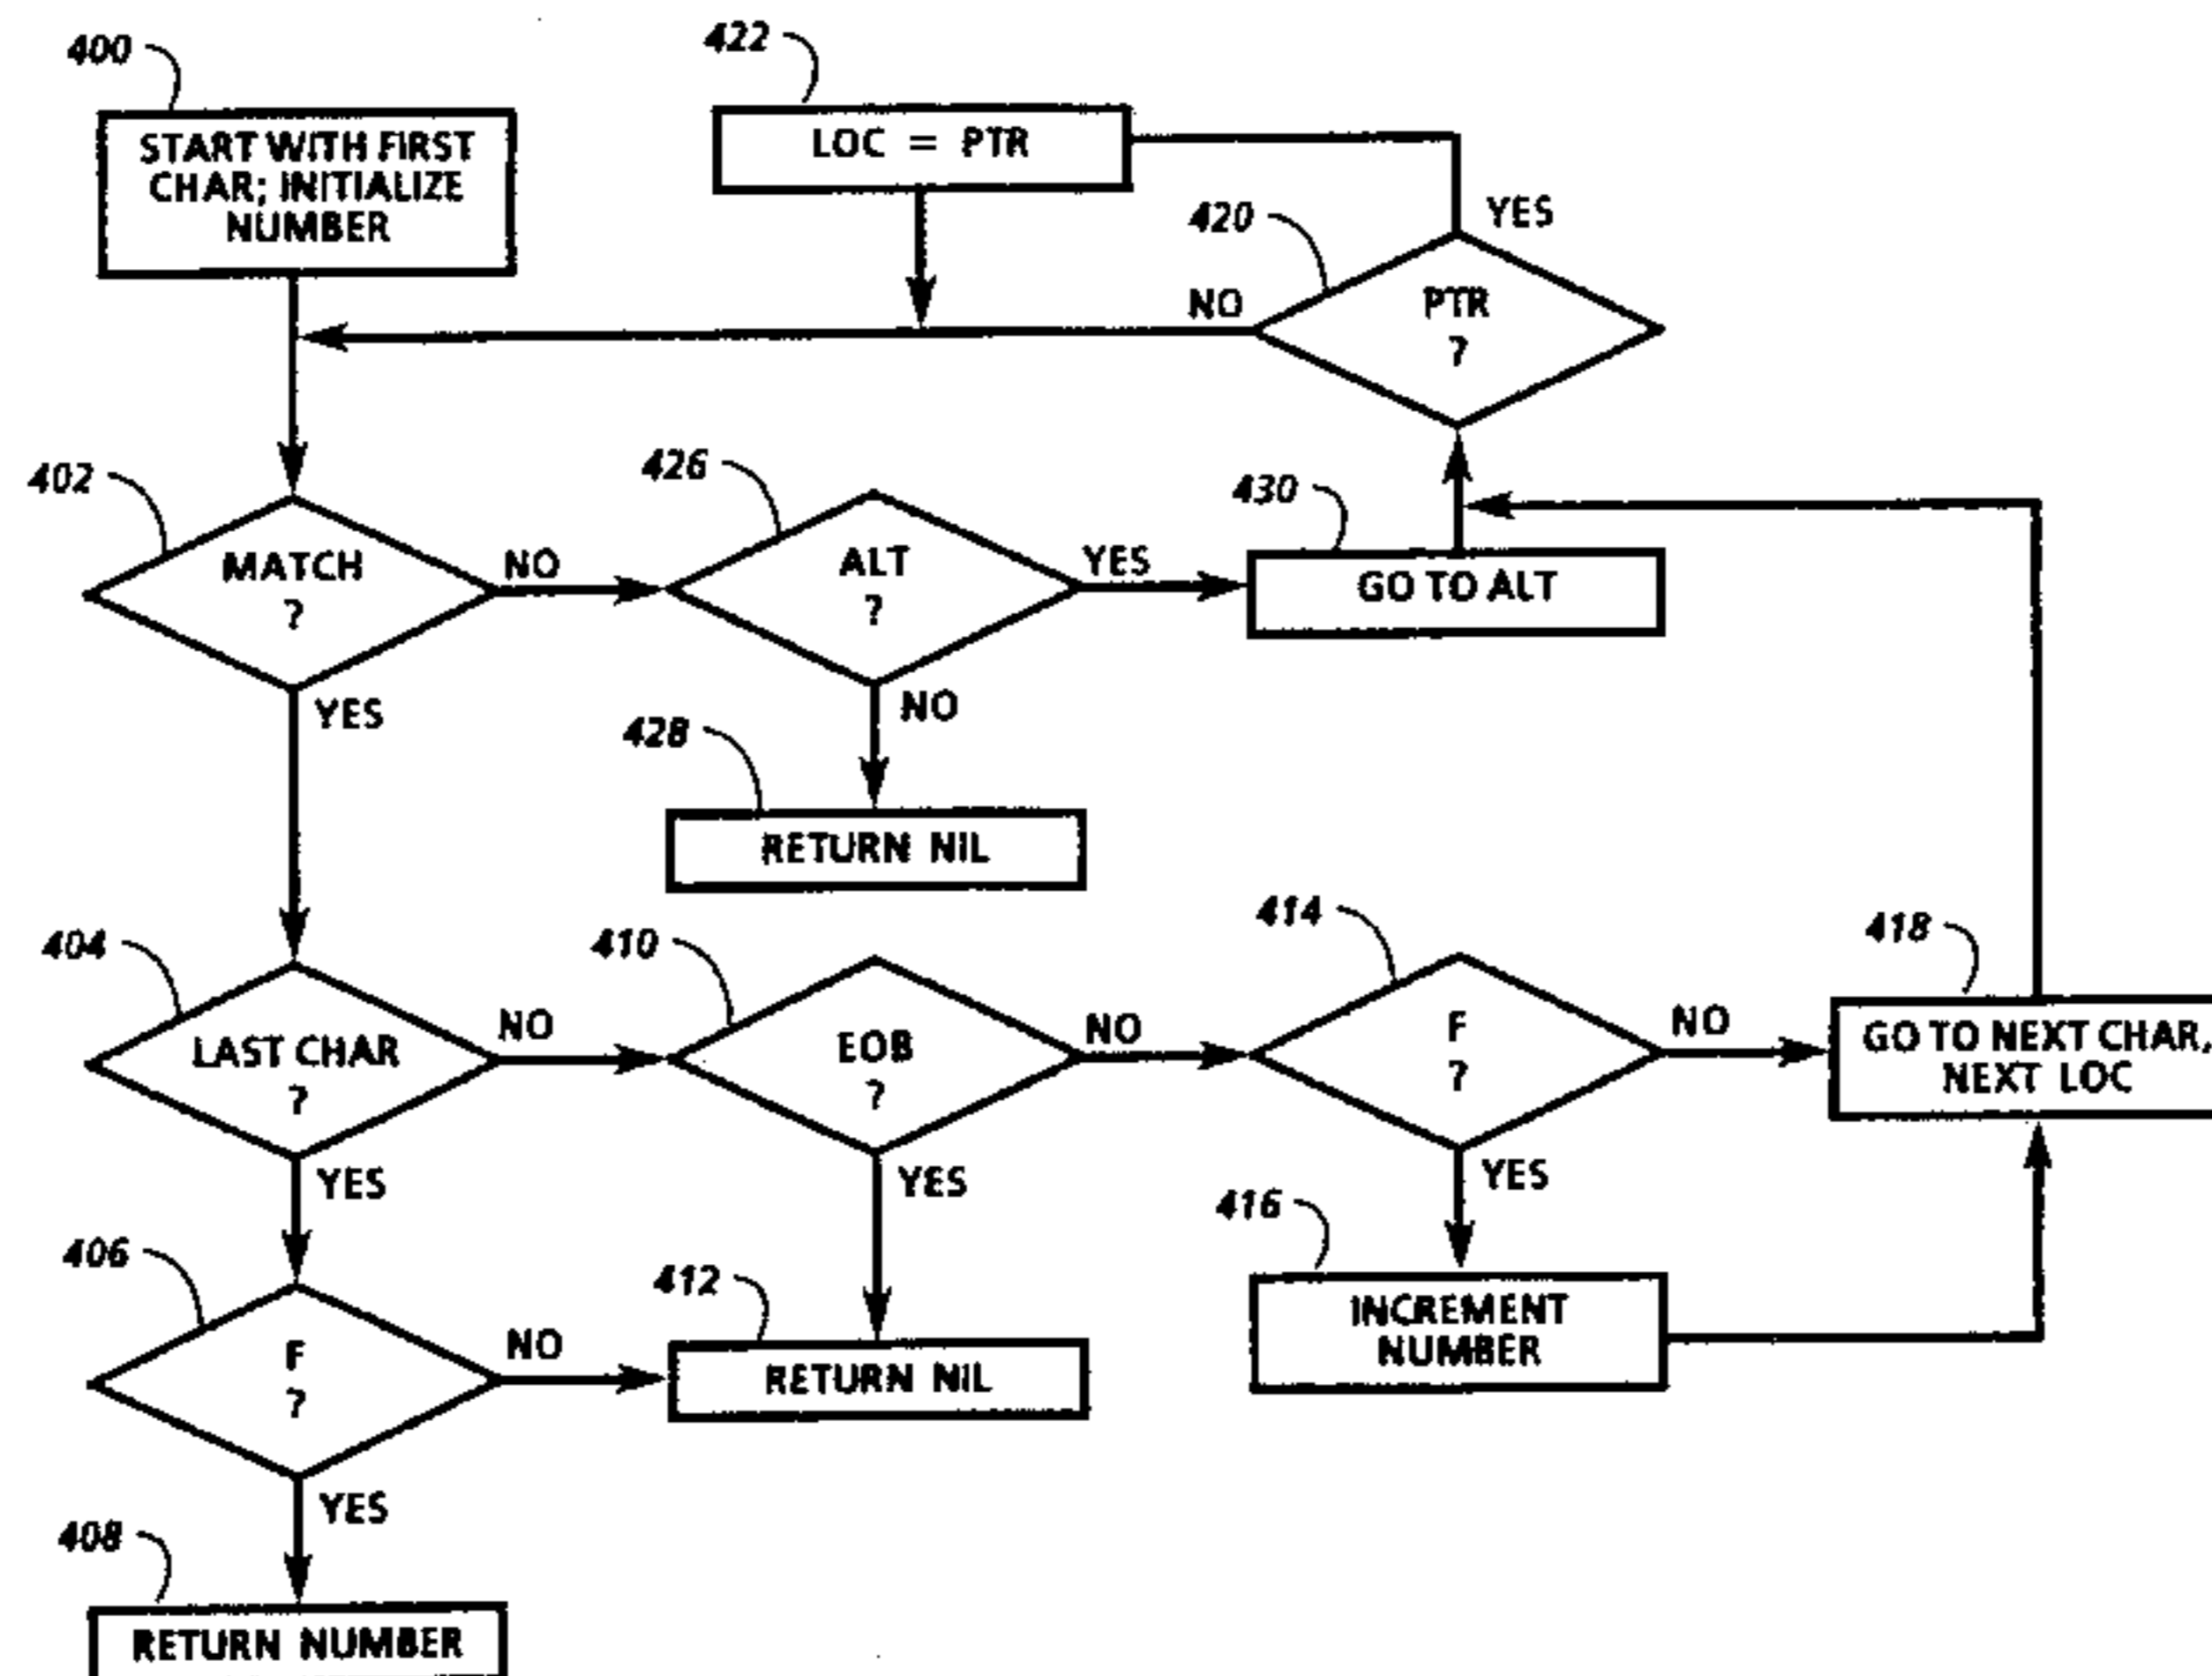 400
START WITH FIRST
CHAR; INITIALIZE
NUMBER
422
LOC = PTR
420
YES
NO
PTR
?
402
MATCH
?
NO
YES
426
ALT
?
YES
NO
430
GO TO ALT
428
RETURN NIL
404
LAST CHAR
?
NO
YES
410
EOB
?
NO
YES
414
F
?
NO
YES
418
GO TO NEXT CHAR,
NEXT LOC
416
INCREMENT
NUMBER
406
F
?
NO
YES
412
RETURN NIL
408
RETURN NUMBER